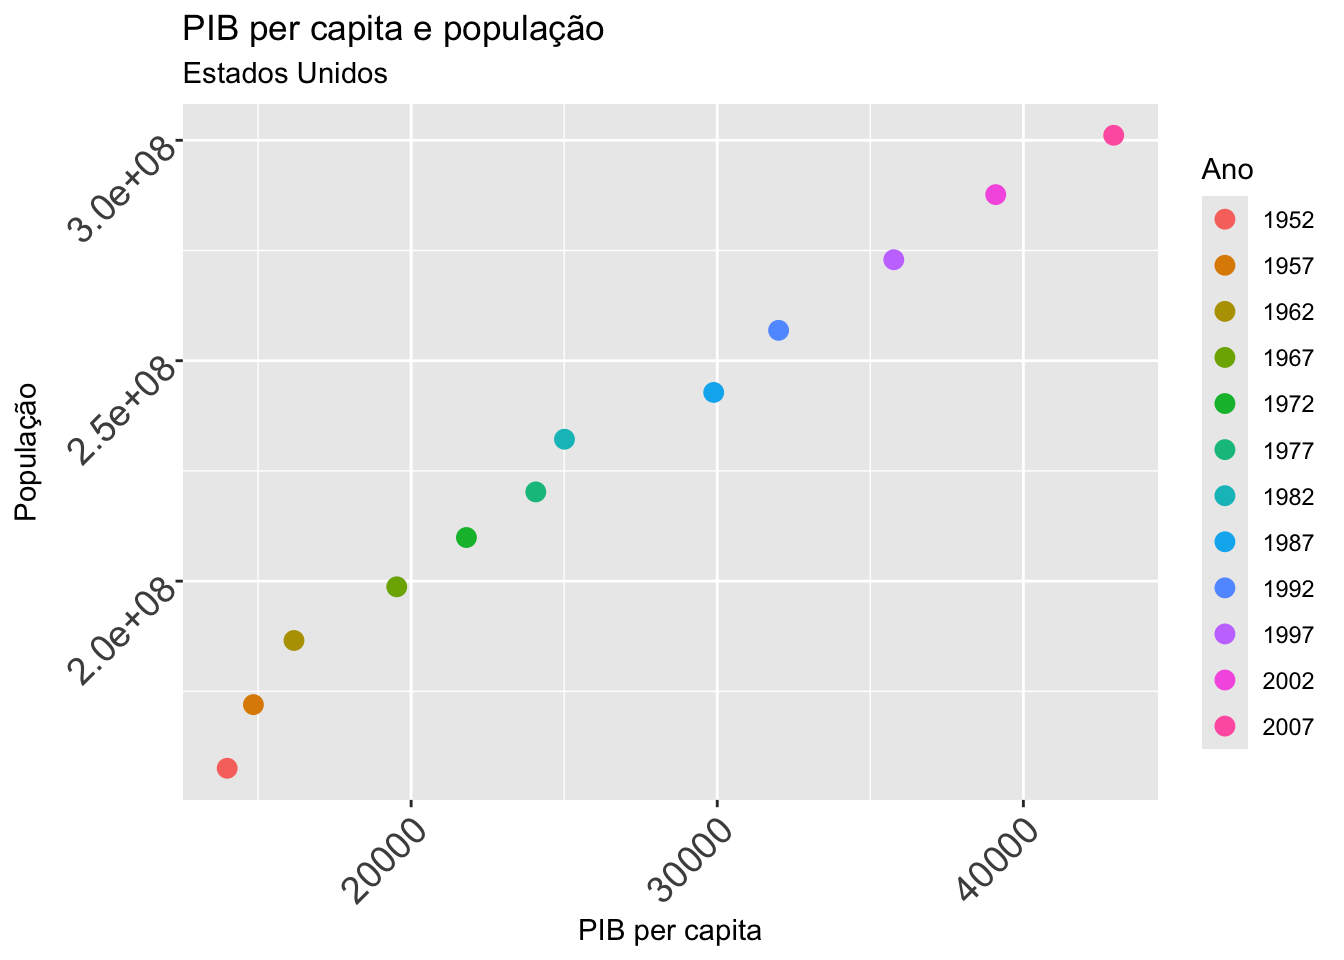 PIB per capita e população
Estados Unidos
3.0e+08
2.5e+08
2.0e+08
População
20000
30000
40000
PIB per capita
Ano
1952
1957
1962
1967
1972
1977
1982
1987
1992
1997
2002
2007